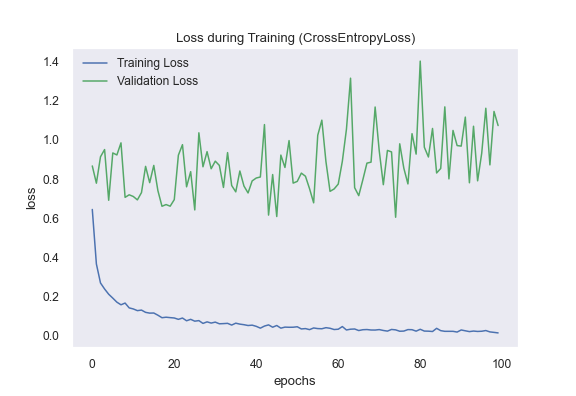 Loss during Training (CrossEntropyLoss)
Training Loss
Validation Loss
1.4
1.2
1.0
0.8
0.6
0.4
0.2
0.0
loss
0 20 40 60 80 100
epochs